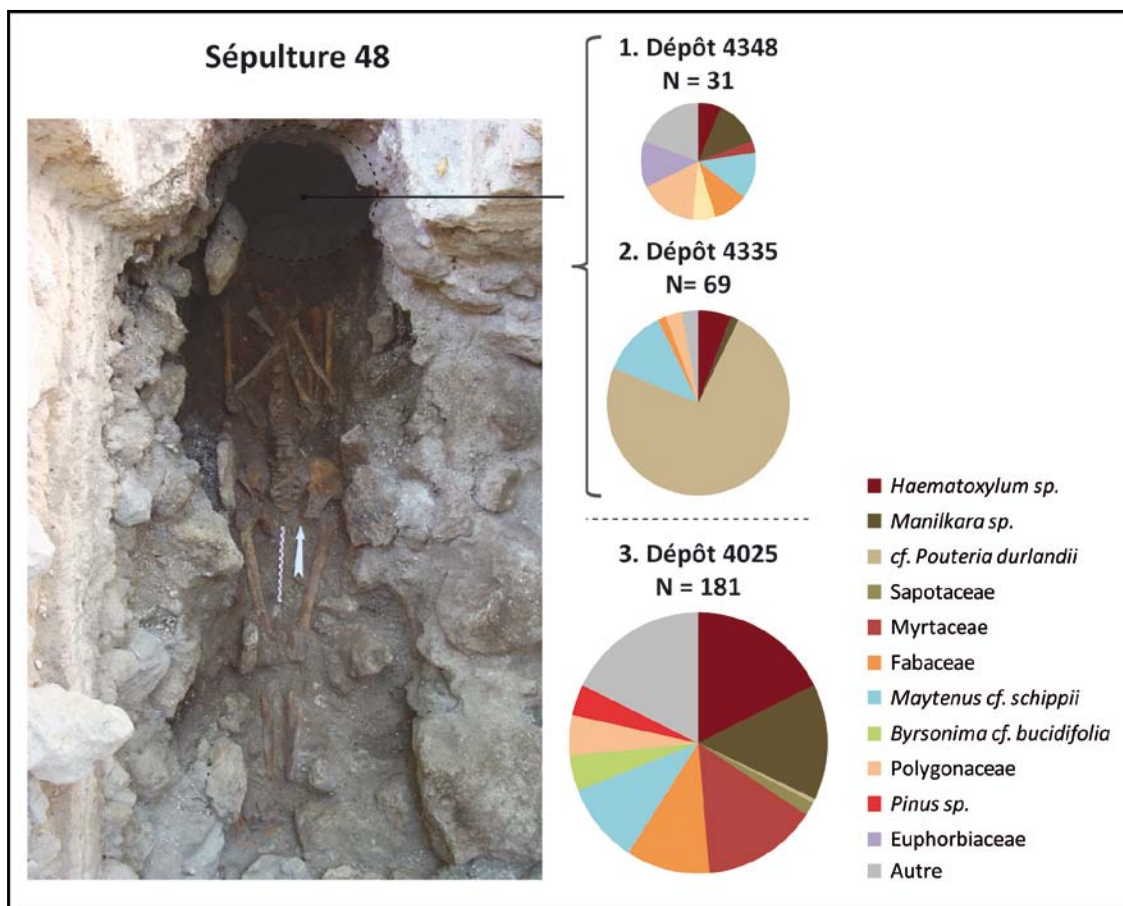 Sépulture 48
1. Dépôt 4348
N = 31
2. Dépôt 4335
N= 69
3. Dépôt 4025
N = 181
Haematoxylum sp.
Manilkara sp.
cf. Pouteria durlandii
Sapotaceae
Myrtaceae
Fabaceae
Maytenus cf. schippii
Byrsonima cf. bucidifolia
Polygonaceae
Pinus sp.
Euphorbiaceae
Autre